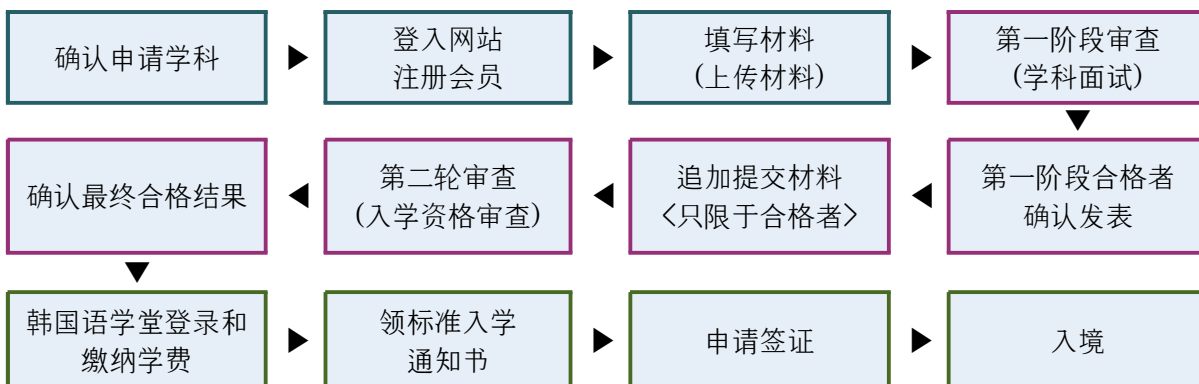 确认申请学科
登入网站
注册会员
填写材料
(上传材料)
第一阶段审查
(学科面试)
第一阶段合格者
确认发表
追加提交材料
<只限于合格者>
第二轮审查
(入学资格审查)
确认最终合格结果
韩国语学堂登录和
缴纳学费
领标准入学
通知书
申请签证
入境